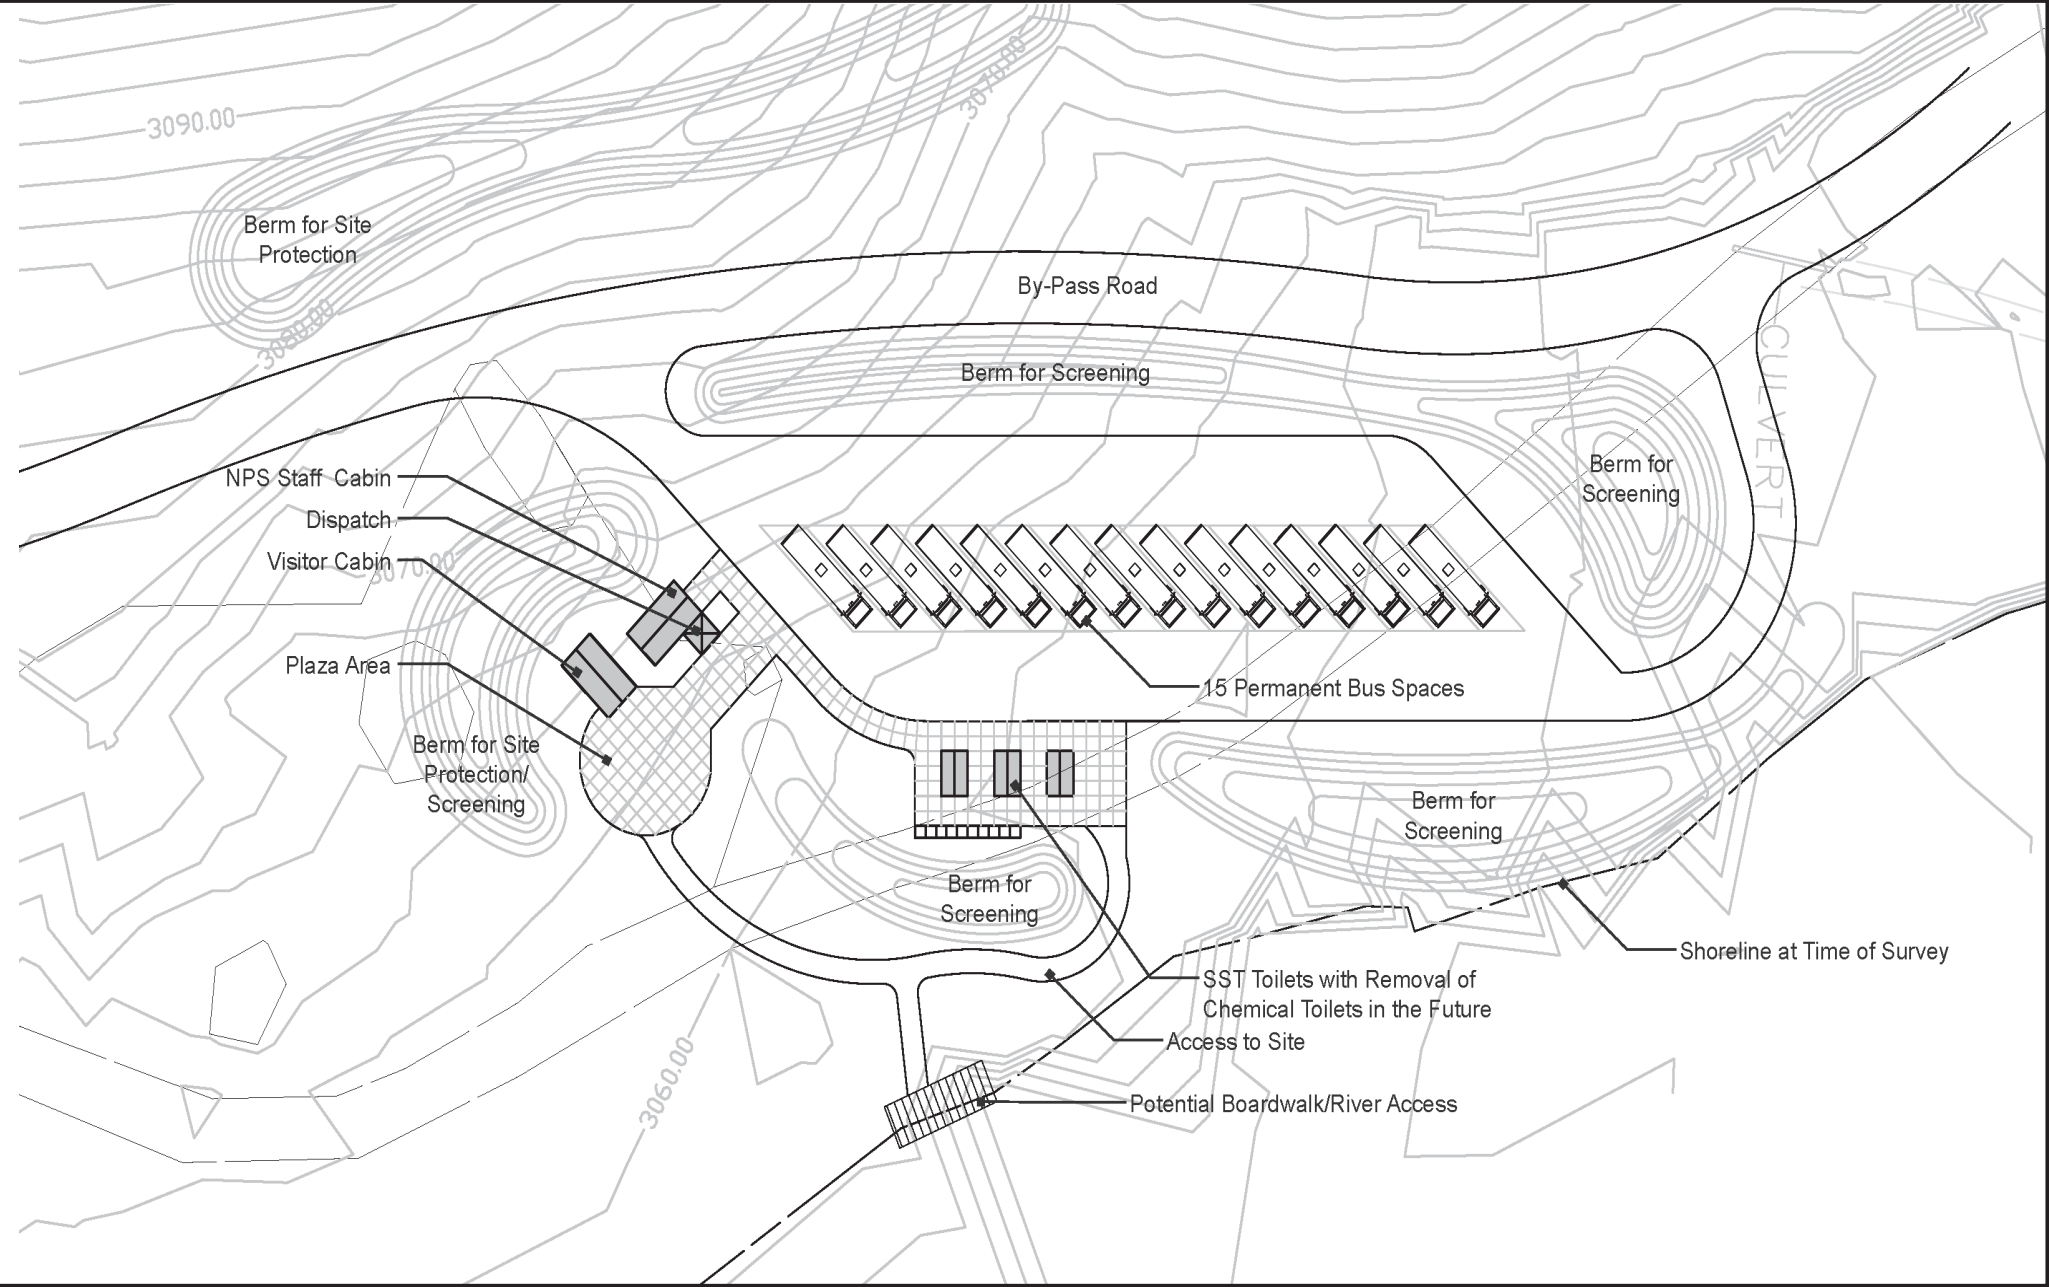 3070.00
3090.00
Berm for Site
Protection
By-Pass Road
3080.00
CULVERT
Berm for Screening
Berm for
Screening
NPS Staff Cabin
Dispatch
Visitor Cabin
3070.00
Plaza Area
15 Permanent Bus Spaces
Berm for Site
Protection/
Screening
Berm for
Screening
Berm for
Screening
Shoreline at Time of Survey
SST Toilets with Removal of
Chemical Toilets in the Future
Access to Site
3060.00
Potential Boardwalk/River Access